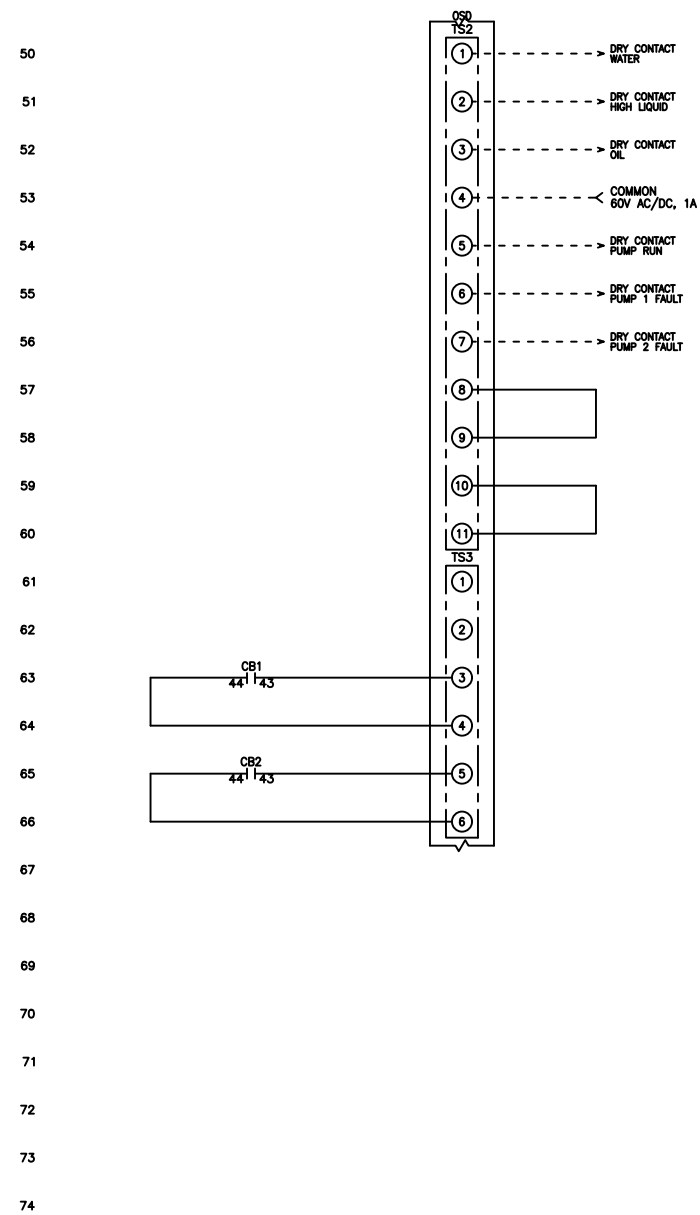 OSD
TS2
50 1 DRY CONTACT
WATER
51 2 DRY CONTACT
HIGH LIQUID
52 3 DRY CONTACT
OIL
53 4 COMMON
60V AC/DC, 1A
54 5 DRY CONTACT
PUMP RUN
55 6 DRY CONTACT
PUMP 1 FAULT
56 7 DRY CONTACT
PUMP 2 FAULT
57 8
58 9
59 10
60 11
TS3
61 1
62 2
CB1
63 44 43 3
64 4
CB2
65 44 43 5
66 6
67
68
69
70
71
72
73
74